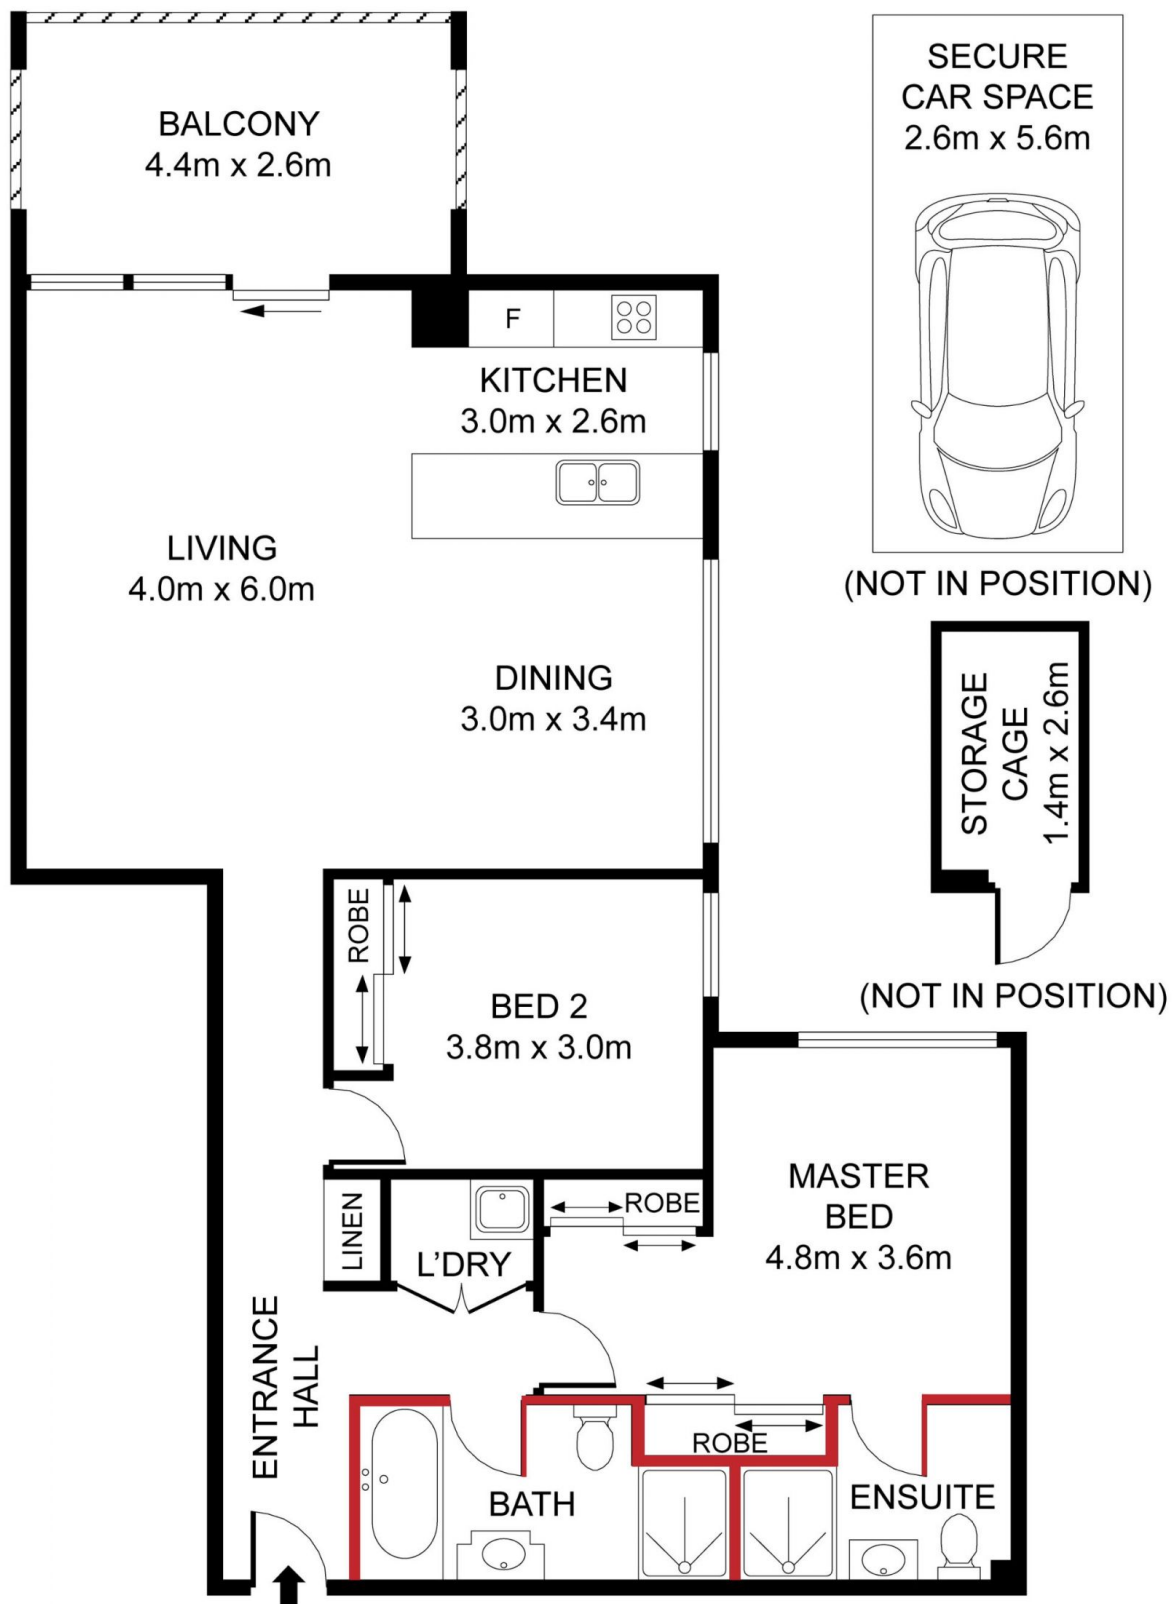 BALCONY
4.4m x 2.6m
SECURE
CAR SPACE
2.6m x 5.6m
(NOT IN POSITION)
F
KITCHEN
3.0m x 2.6m
LIVING
4.0m x 6.0m
DINING
3.0m x 3.4m
STORAGE
CAGE
1.4m x 2.6m
(NOT IN POSITION)
ROBE
BED 2
3.8m x 3.0m
MASTER
BED
4.8m x 3.6m
ROBE
LINEN
L'DRY
ENTRANCE
HALL
ROBE
BATH
ENSUITE